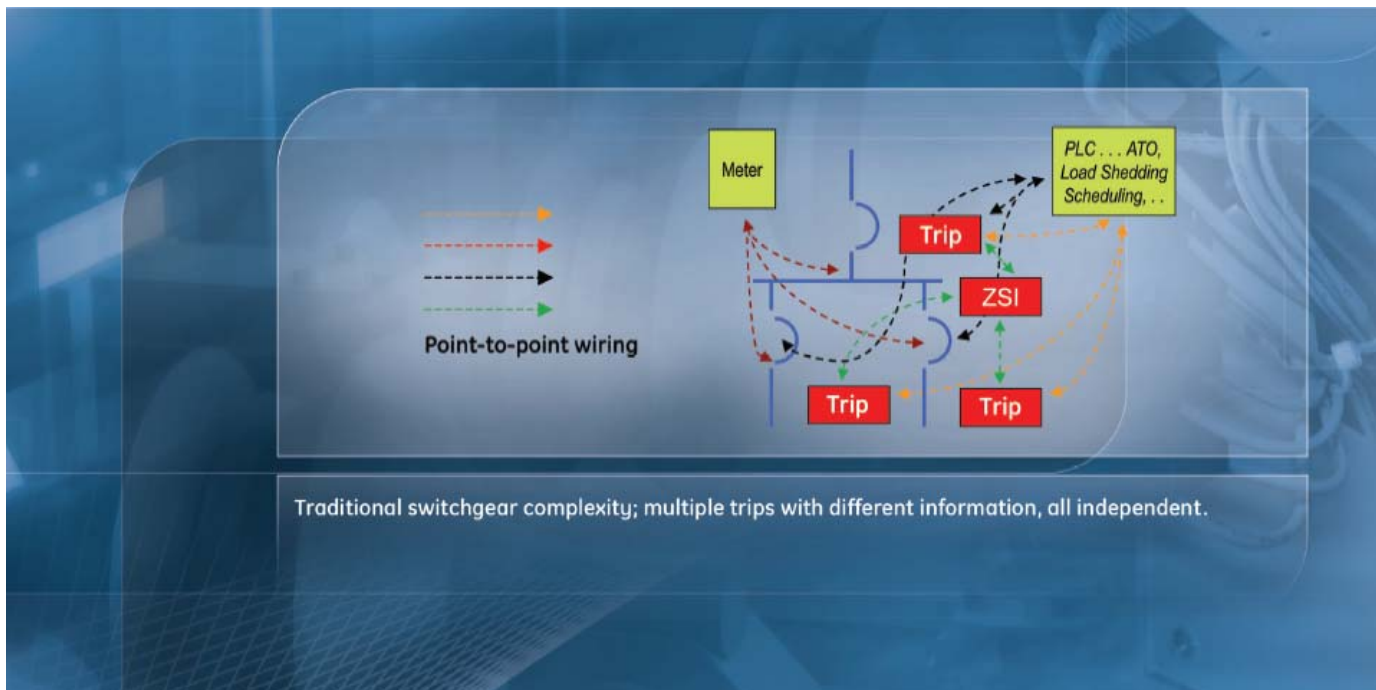 Meter
PLC . . . ATO,
Load Shedding
Scheduling, . .
Trip
ZSI
Point-to-point wiring
Trip
Trip
Traditional switchgear complexity; multiple trips with different information, all independent.